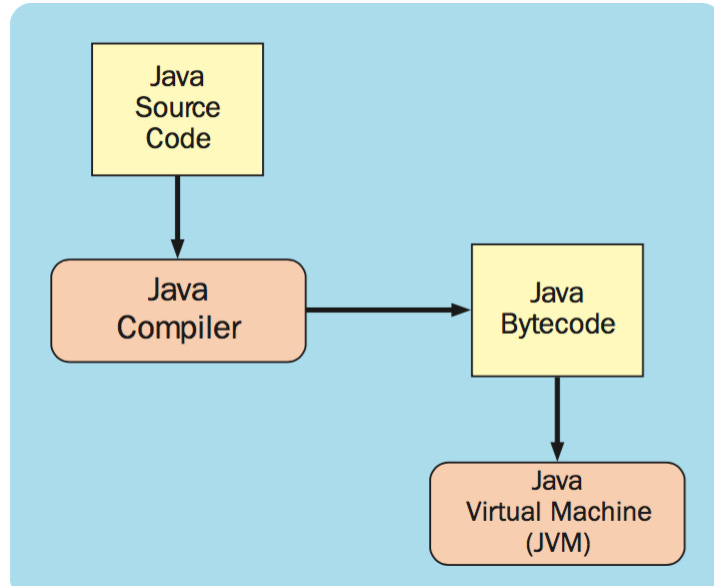 Java
Source
Code
Java
Compiler
Java
Bytecode
Java
Virtual Machine
(JVM)